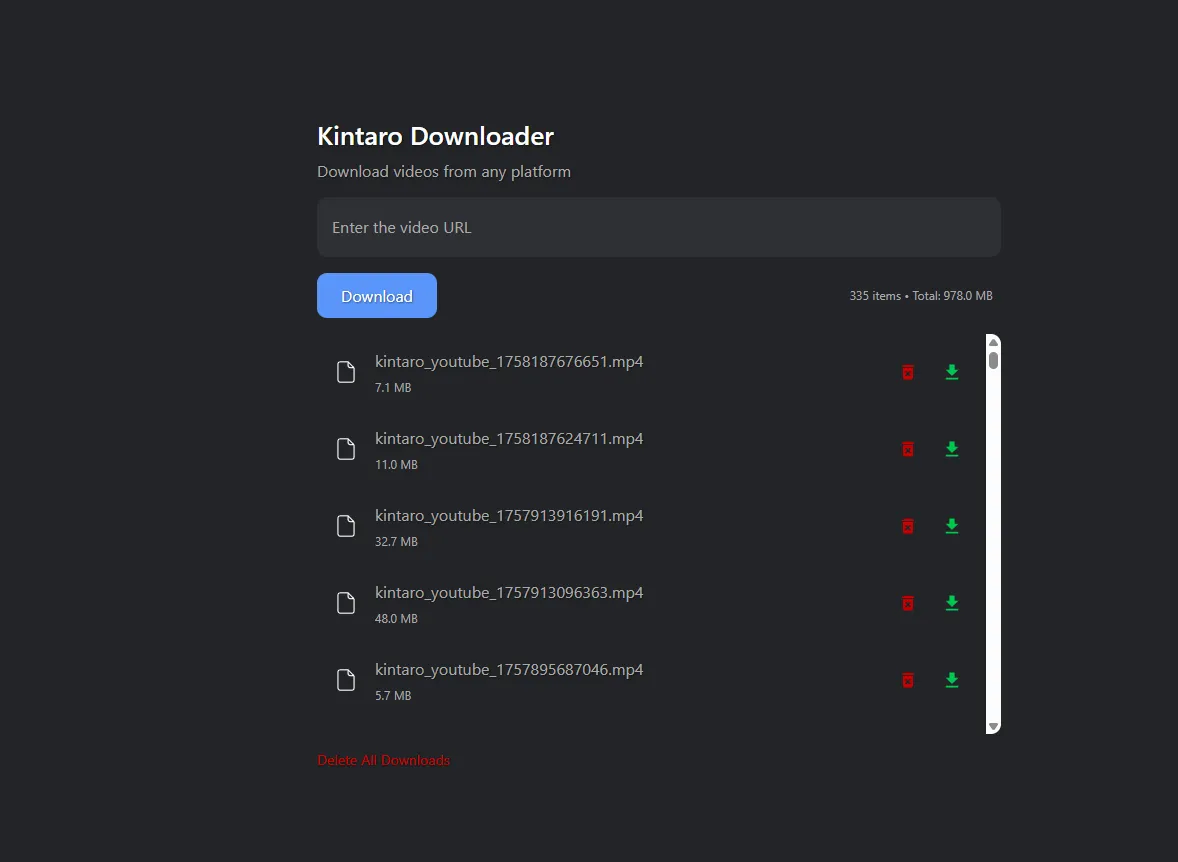 Kintaro Downloader
Download videos from any platform
Enter the video URL
Download
335 items • Total: 978.0 MB
kintaro_youtube_1758187676651.mp4
7.1 MB
kintaro_youtube_1758187624711.mp4
11.0 MB
kintaro_youtube_1757913916191.mp4
32.7 MB
kintaro_youtube_1757913096363.mp4
48.0 MB
kintaro_youtube_1757895687046.mp4
5.7 MB
Delete All Downloads